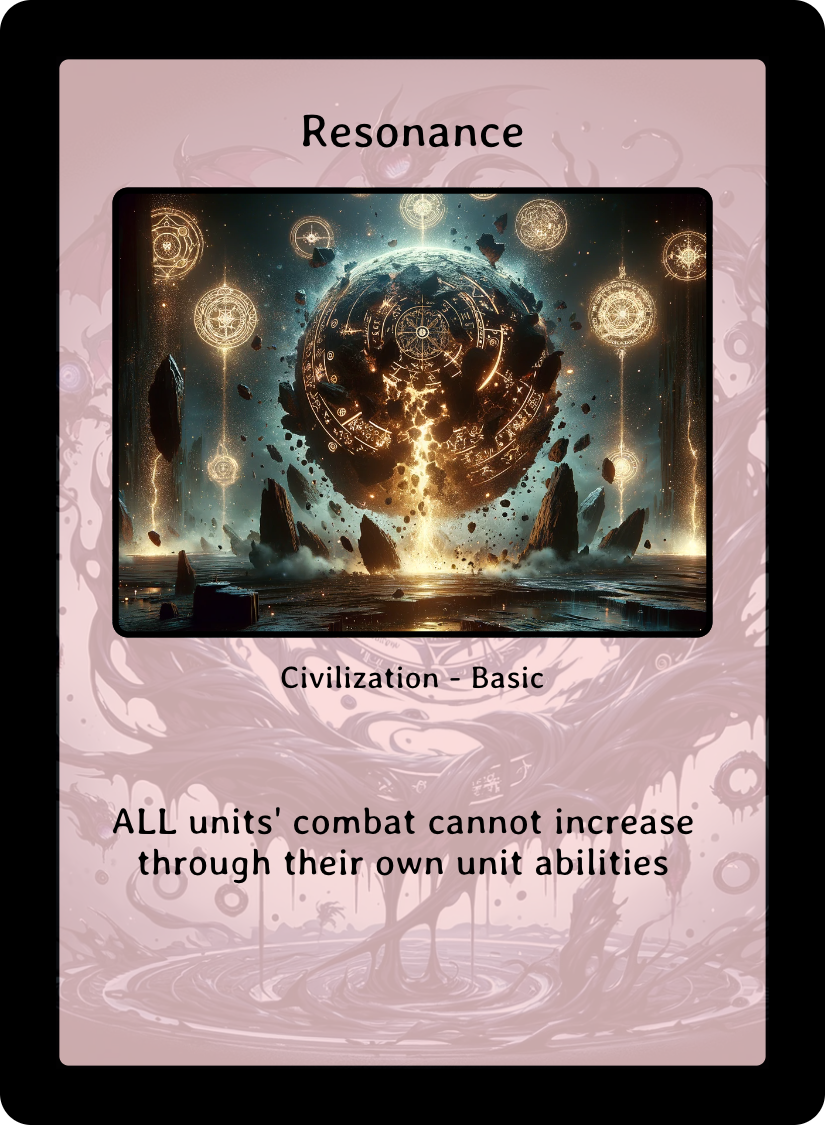 Resonance
Civilization - Basic
ALL units' combat cannot increase
through their own unit abilities